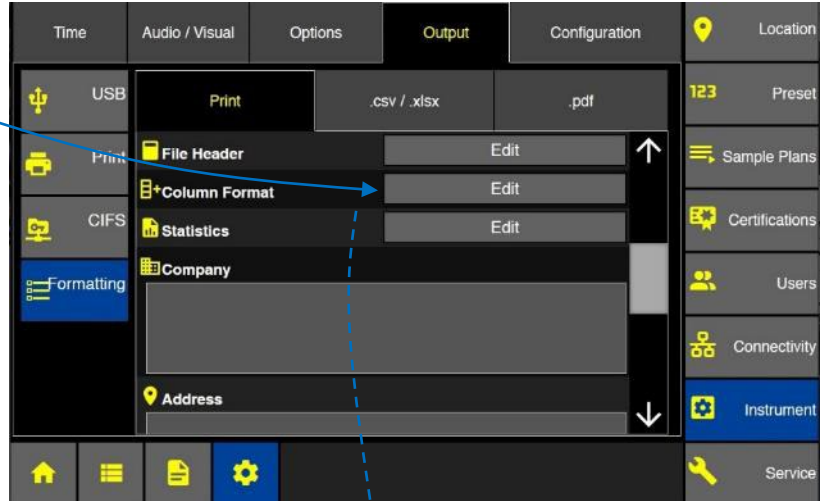 Time Audio / Visual Options Output Configuration
Location
USB
Print .csv / .xlsx .pdf
123 Preset
Print
File Header Edit
Sample Plans
Column Format Edit
CIFS
Statistics Edit
Certifications
Formatting
Company
Users
Connectivity
Address
Instrument
Service